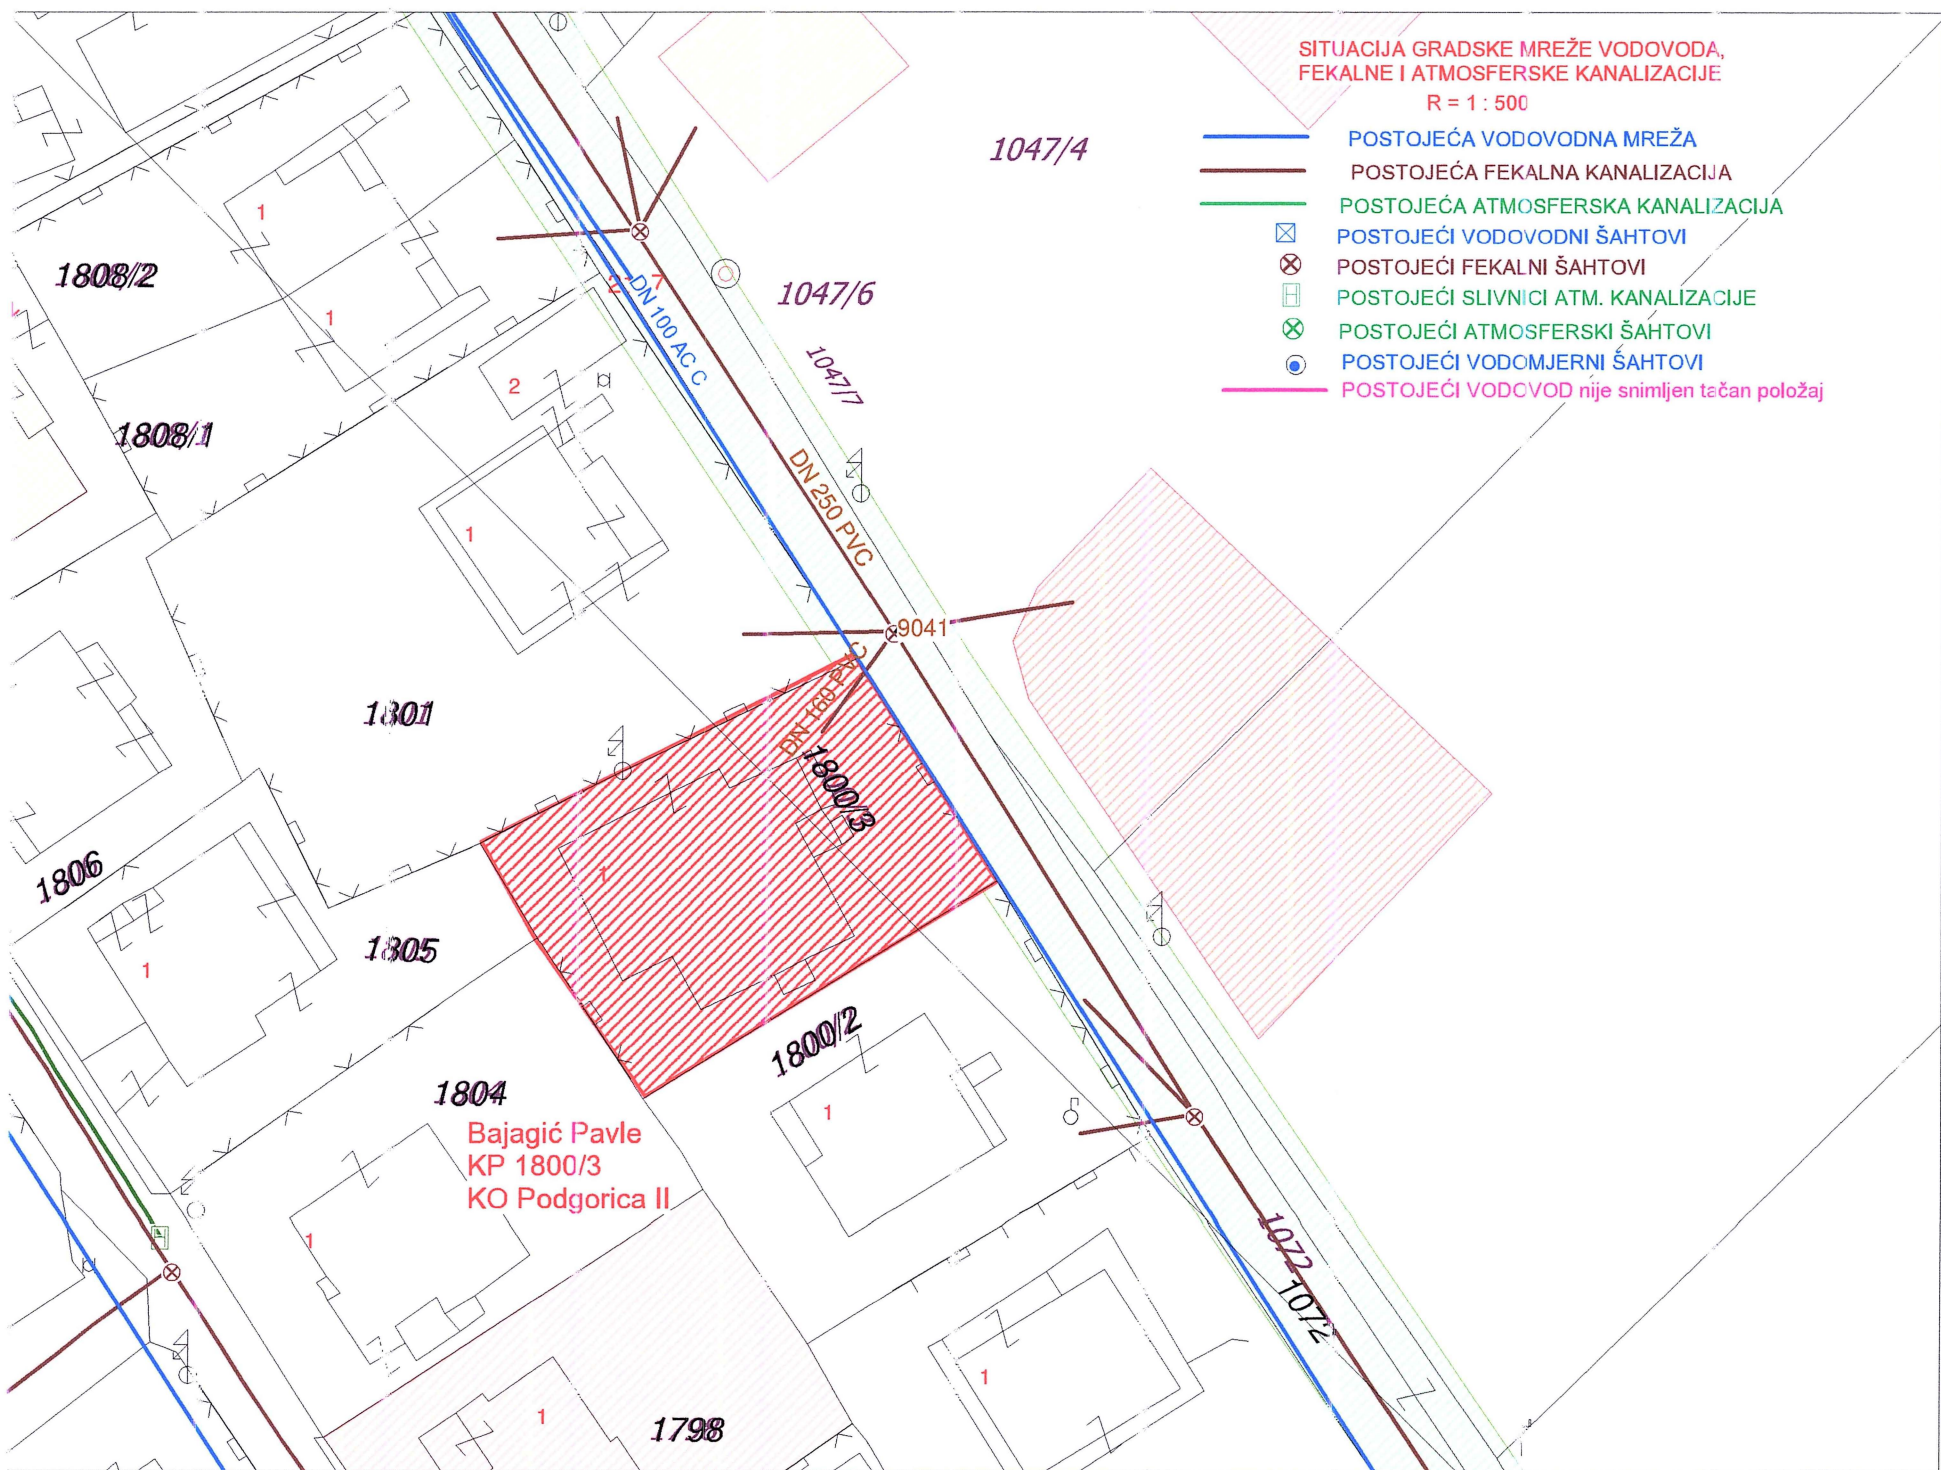 SITUACIJA GRADSKE MREŽE VODOVODA,
FEKALNE I ATMOSFERSKE KANALIZACIJE
R = 1 : 500
POSTOJEĆA VODOVODNA MREŽA
POSTOJEĆA FEKALNA KANALIZACIJA
POSTOJEĆA ATMOSFERSKA KANALIZACIJA
POSTOJEĆI VODOVODNI ŠAHTOVI
POSTOJEĆI FEKALNI ŠAHTOVI
POSTOJEĆI SLIVNICI ATM. KANALIZACIJE
POSTOJEĆI ATMOSFERSKI ŠAHTOVI
POSTOJEĆI VODOMJERNI ŠAHTOVI
POSTOJEĆI VODOVOD nije snimljen tačan položaj
1047/4
1
1808/2
1047/6
1
DN 100 AC C
1047/7
2
1808/1
DN 250 PVC
1
9041
DN 160 PVC
1801
1800/3
1806
1
1805
1
1800/2
1804
1
Bajagić Pavle
KP 1800/3
KO Podgorica II
1
1072
1072
1
1
1798